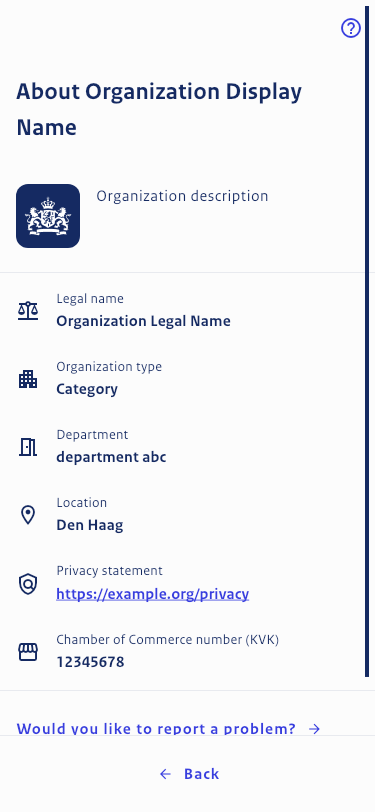 About Organization Display
Name
Organization description
Legal name
Organization Legal Name
Organization type
Category
Department
department abc
Location
Den Haag
Privacy statement
https://example.org/privacy
Chamber of Commerce number (KVK)
12345678
Would you like to report a problem?
Back